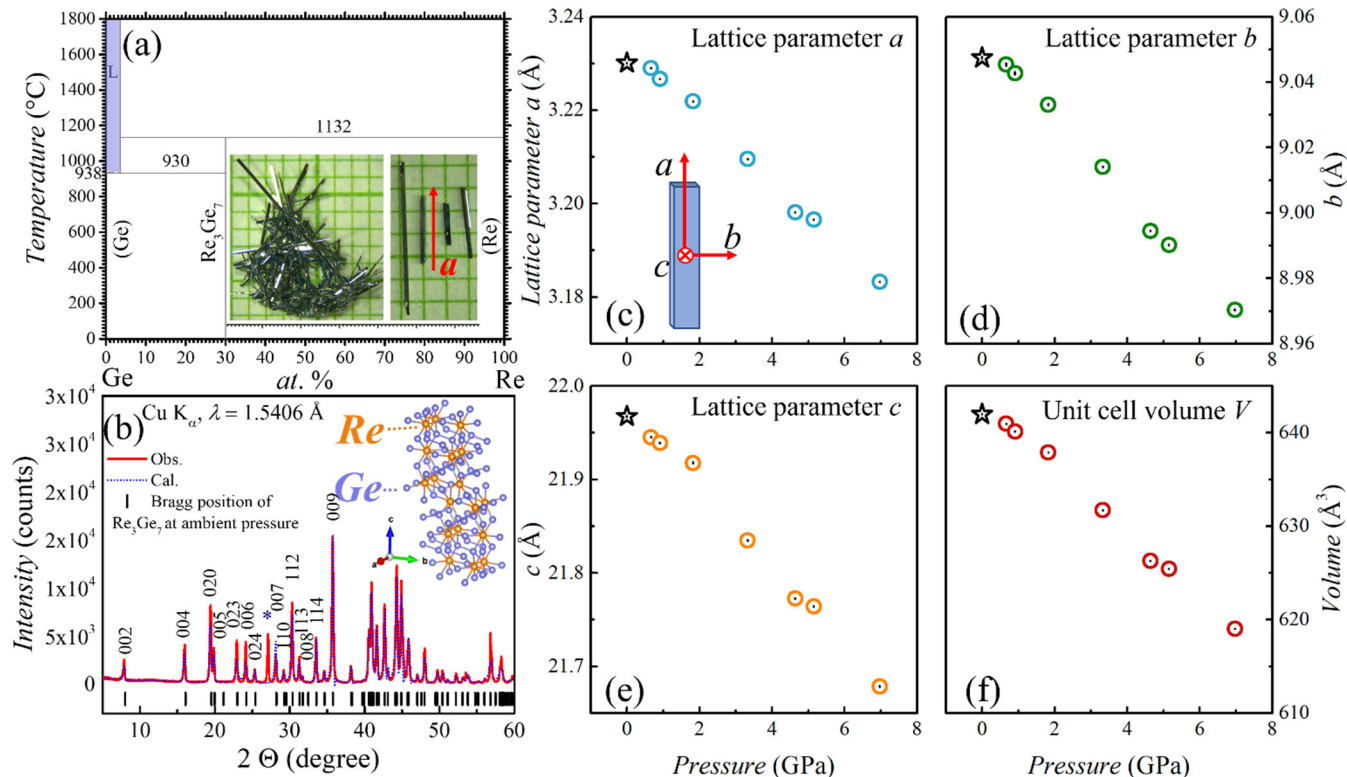 (a)
Temperature (°C)
1800
1600
1400
1200
1000
938
800
600
400
200
0
L
1132
930
(Ge)
Re3Ge7
(Re)
a
0 10 20 30 40 50 60 70 80 90 100
Ge at. % Re
(b)
Cu Kα, λ = 1.5406 Å
Obs.
Cal.
Bragg position of
Re3Ge7 at ambient pressure
Re
Ge
c
a
b
Intensity (counts)
3x10^4
3x10^4
2x10^4
2x10^4
1x10^4
5x10^3
0
002
004
020
005
023
006
024
*
007
110
112
113
008
114
009
10 20 30 40 50 60
2 Θ (degree)
Lattice parameter a
Lattice parameter a (Å)
3.24
3.22
3.20
3.18
a
b
c
(c)
0 2 4 6 8
Lattice parameter b
b (Å)
9.06
9.04
9.02
9.00
8.98
8.96
(d)
0 2 4 6 8
Lattice parameter c
c (Å)
22.0
21.9
21.8
21.7
(e)
0 2 4 6 8
Pressure (GPa)
Unit cell volume V
Volume (Å^3)
640
630
620
610
(f)
0 2 4 6 8
Pressure (GPa)